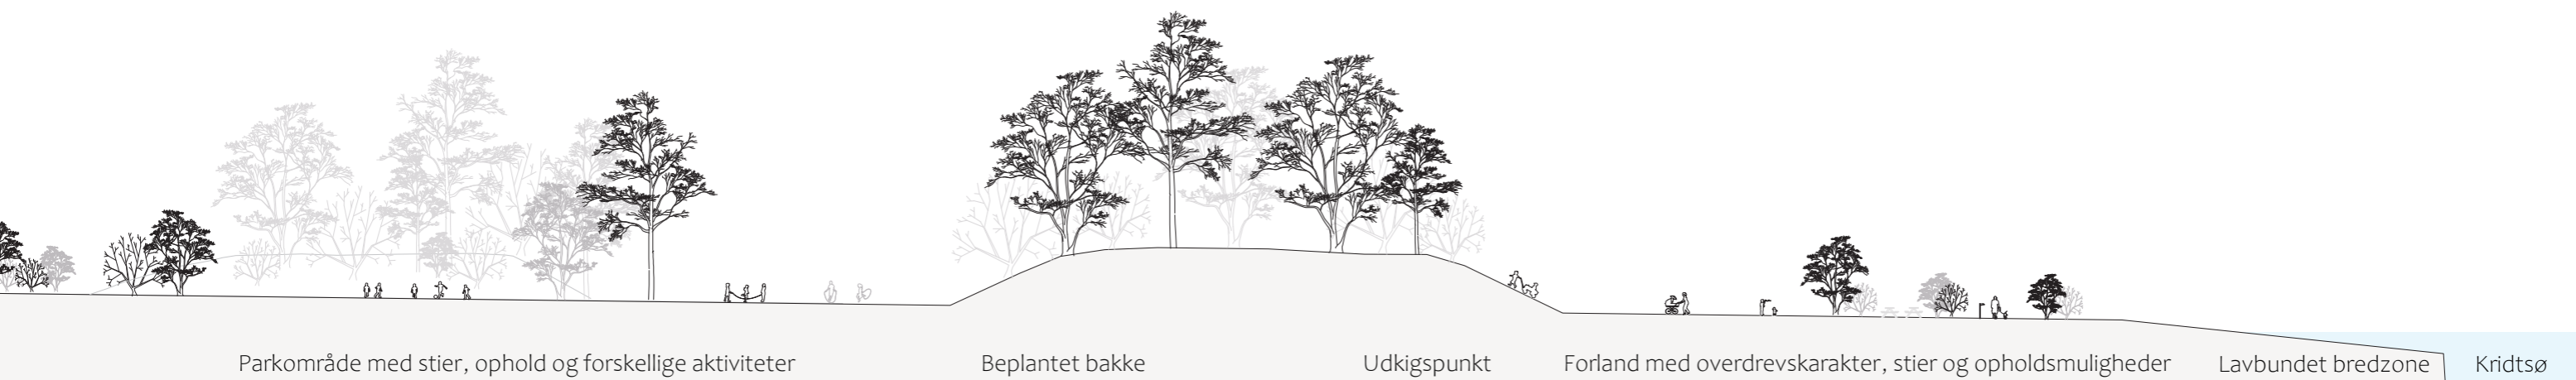 Parkområde med stier, ophold og forskellige aktiviteter
Beplantet bakke
Udkigspunkt
Forland med overdrevskarakter, stier og opholdsmuligheder
Lavbundet bredzone
Kridtsø